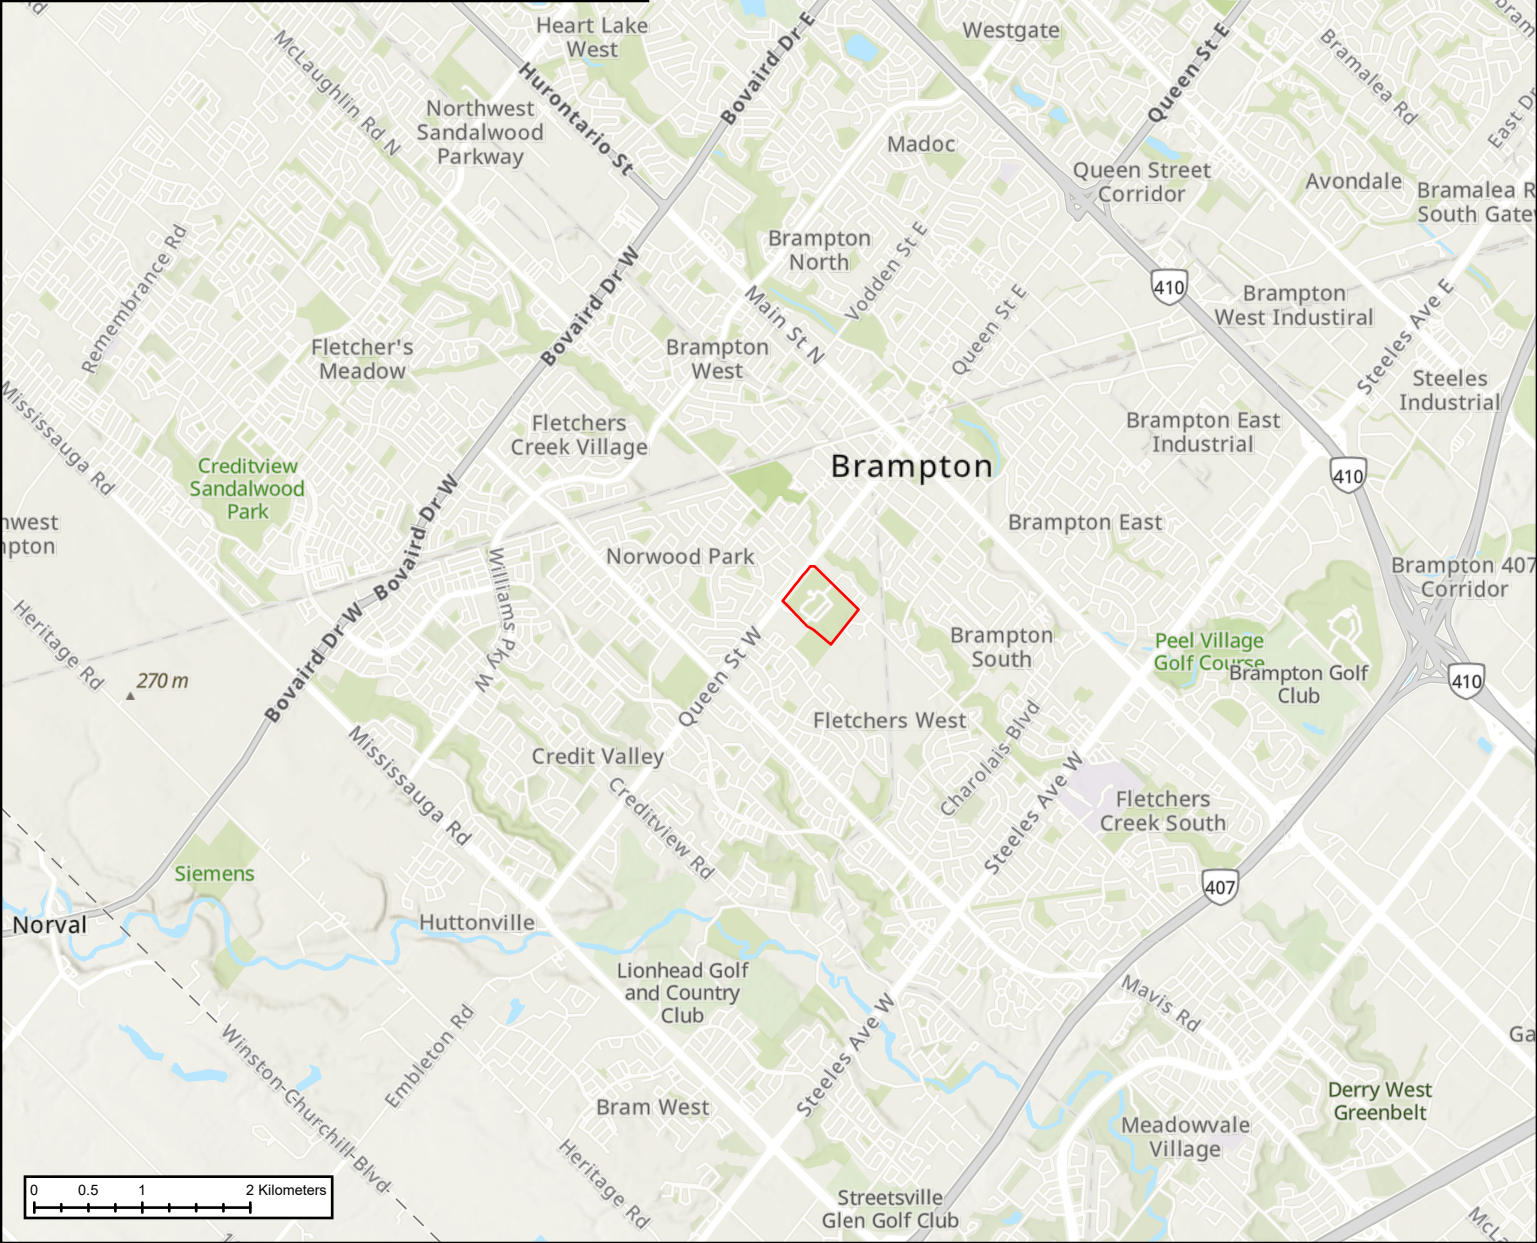 Heart Lake
West
Westgate
Bovaird Dr E
Queen St E
Bramalea Rd
McLaughlin Rd N
Hurontario St
East Dr
Northwest
Sandalwood
Parkway
Madoc
Queen Street
Corridor
Avondale
Bramalea R
South Gate
Remembrance Rd
Bovaird Dr W
Brampton
North
Vodden St E
Queen St E
410
Brampton
West Industiral
Steeles Ave E
Main St N
Fletcher's
Meadow
Brampton
West
Steeles
Industrial
Mississauga Rd
Fletchers
Creek Village
Brampton East
Industrial
Brampton
Creditview
Sandalwood
Park
410
Bovaird Dr W
nwest
npton
Brampton East
Norwood Park
Williams Pky W
Brampton 407
Corridor
Heritage Rd
Bovaird Dr W
Queen St W
Brampton
South
Peel Village
Golf Course
Brampton Golf
Club
410
270 m
Fletchers West
Charolais Blvd
Credit Valley
Mississauga Rd
Creditview Rd
Steeles Ave W
Fletchers
Creek South
Siemens
407
Norval
Huttonville
Lionhead Golf
and Country
Club
Mavis Rd
Winston-Churchill-Blvd
Embleton Rd
Steeles Ave W
Ga
Bram West
Derry West
Greenbelt
Meadowvale
Village
Heritage Rd
Streetsville
Glen Golf Club
McL
0 0.5 1 2 Kilometers